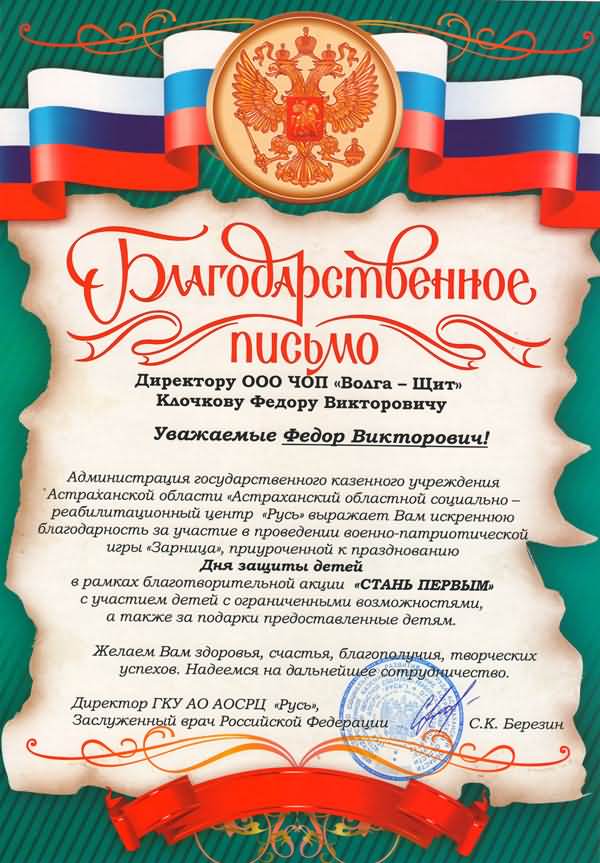 Благодарственное
письмо
Директору ООО ЧОП «Волга – Щит»
Клочкову Федору Викторовичу
Уважаемые Федор Викторович!
Администрация государственного казенного учреждения
Астраханской области «Астраханский областной социально –
реабилитационный центр «Русь» выражает Вам искреннюю
благодарность за участие в проведении военно-патриотической
игры «Зарница», приуроченной к празднованию
Дня защиты детей
в рамках благотворительной акции «СТАНЬ ПЕРВЫМ»
с участием детей с ограниченными возможностями,
а также за подарки предоставленные детям.
Желаем Вам здоровья, счастья, благополучия, творческих
успехов. Надеемся на дальнейшее сотрудничество.
Директор ГКУ АО АОСРЦ «Русь»,
Заслуженный врач Российской Федерации С.К. Березин